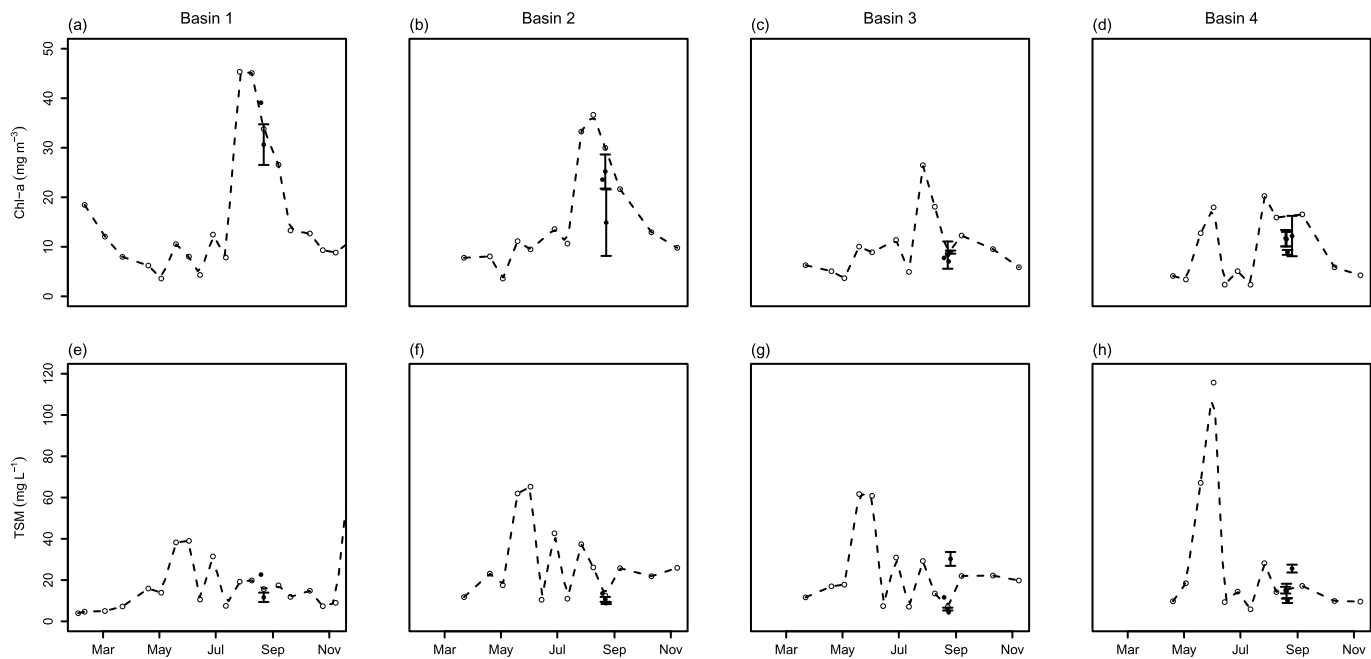 Basin 1 Basin 2 Basin 3 Basin 4
(a) (b) (c) (d)
50
40
30
20
10
0
Chl−a (mg m⁻³)
(e) (f) (g) (h)
120
100
80
60
40
20
0
TSM (mg L⁻¹)
Mar May Jul Sep Nov Mar May Jul Sep Nov Mar May Jul Sep Nov Mar May Jul Sep Nov